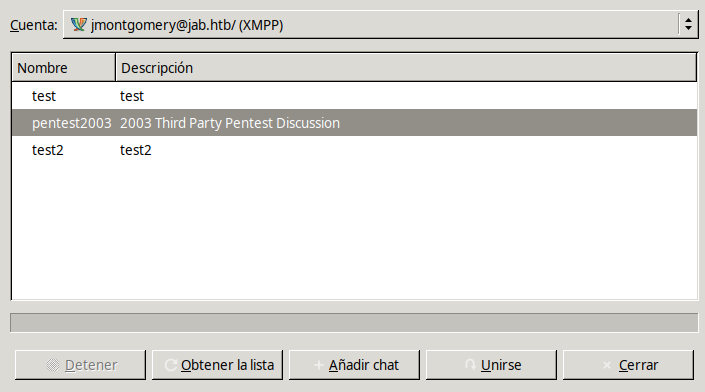 Cuenta: jmontgomery@jab.htb/ (XMPP)
Nombre Descripción
test test
pentest2003 2003 Third Party Pentest Discussion
test2 test2
Detener Obtener la lista Añadir chat Unirse Cerrar